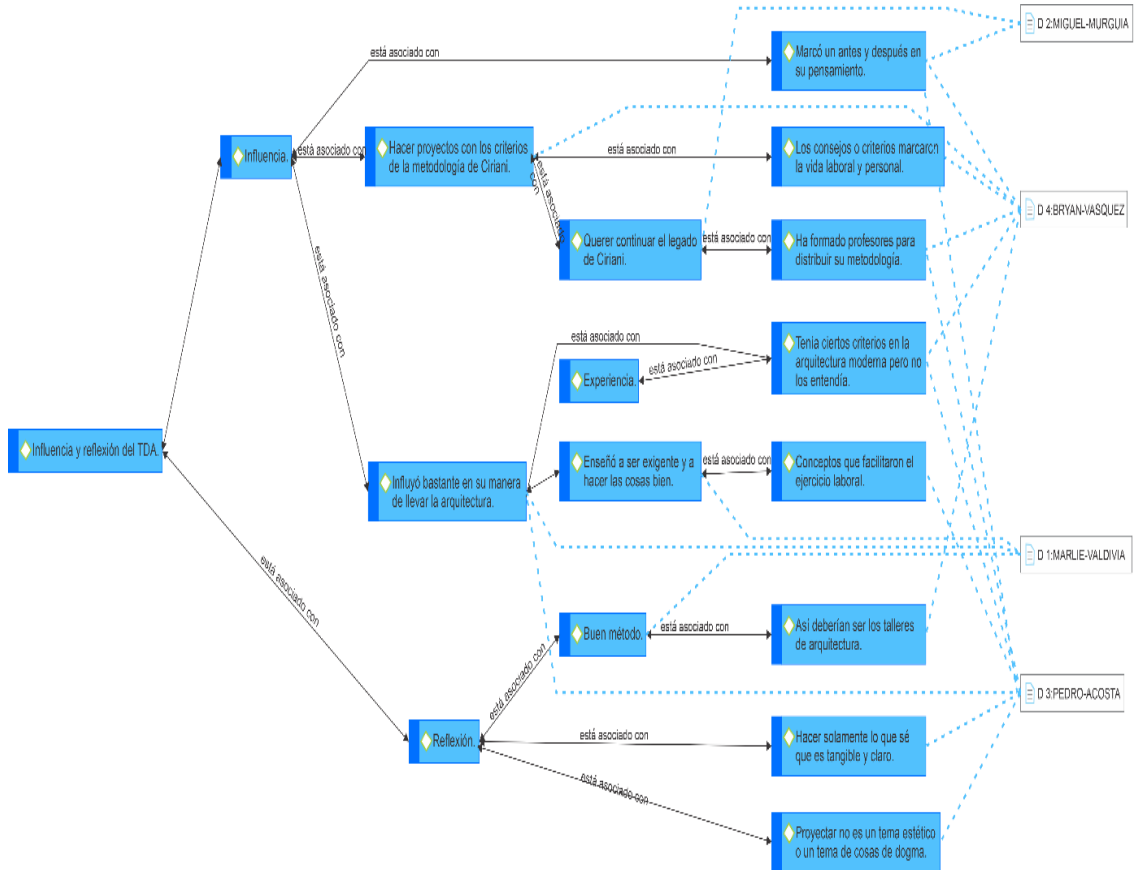 D 2:MIGUEL-MURGUIA
está asociado con
Marcó un antes y después en
su pensamiento.
Influencia.
está asociado con
Hacer proyectos con los criterios
de la metodología de Ciriani.
está asociado con
Los consejos o criterios marcarcn
la vida laboral y personal.
está asociado con
D 4:BRYAN-VASQUEZ
Querer continuar el legado
de Ciriani.
está asociado con
Ha formado profesores para
distribuir su metodología.
está asociado con
está asociado con
Tenia ciertos criterios en la
arquitectura moderna pero no
los entendía.
está asociado con
Experiencia.
Influencia y reflexión del TDA.
Influyó bastante en su manera
de llevar la arquitectura.
Enseñó a ser exigente y a
hacer las cosas bien.
está asociado con
Conceptos que facilitaron el
ejercicio laboral.
D 1:MARLIE-VALDIVIA
está asociado con
Buen método.
está asociado con
Así deberían ser los talleres
de arquitectura.
está asociado con
D 3:PEDRO-ACOSTA
Reflexión.
está asociado con
Hacer solamente lo que sé
que es tangible y claro.
está asociado con
Proyectar no es un tema estético
o un tema de cosas de dogma.